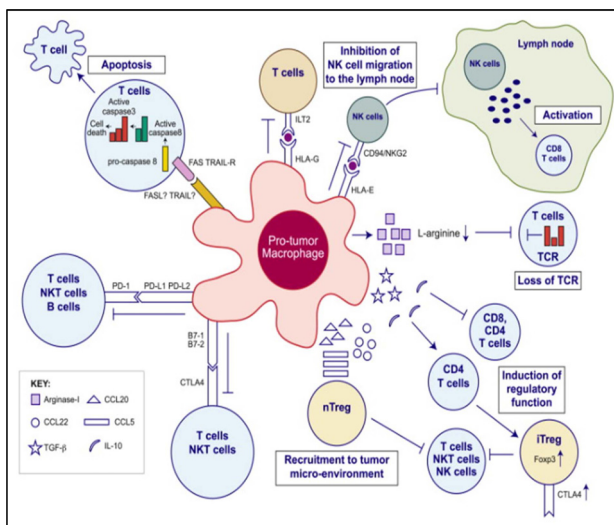 T cell
Apoptosis
T cells
Active
caspase3
Cell
death
Active
caspase8
pro-caspase 8
FAS TRAIL-R
FASL? TRAIL?
T cells
ILT2
HLA-G
Inhibition of
NK cell migration
to the lymph node
NK cells
CD94/NKG2
HLA-E
Lymph node
NK cells
Activation
CD8
T cells
Pro-tumor
Macrophage
L-arginine
T cells
TCR
Loss of TCR
T cells
NKT cells
B cells
PD-1
PD-L1 PD-L2
B7-1
B7-2
CTLA4
T cells
NKT cells
CD8,
CD4
T cells
CD4
T cells
Induction of
regulatory
function
nTreg
Recruitment to tumor
micro-environment
T cells
NKT cells
NK cells
iTreg
Foxp3
CTLA4
KEY:
Arginase-I
CCL20
CCL22
CCL5
TGF-β
IL-10